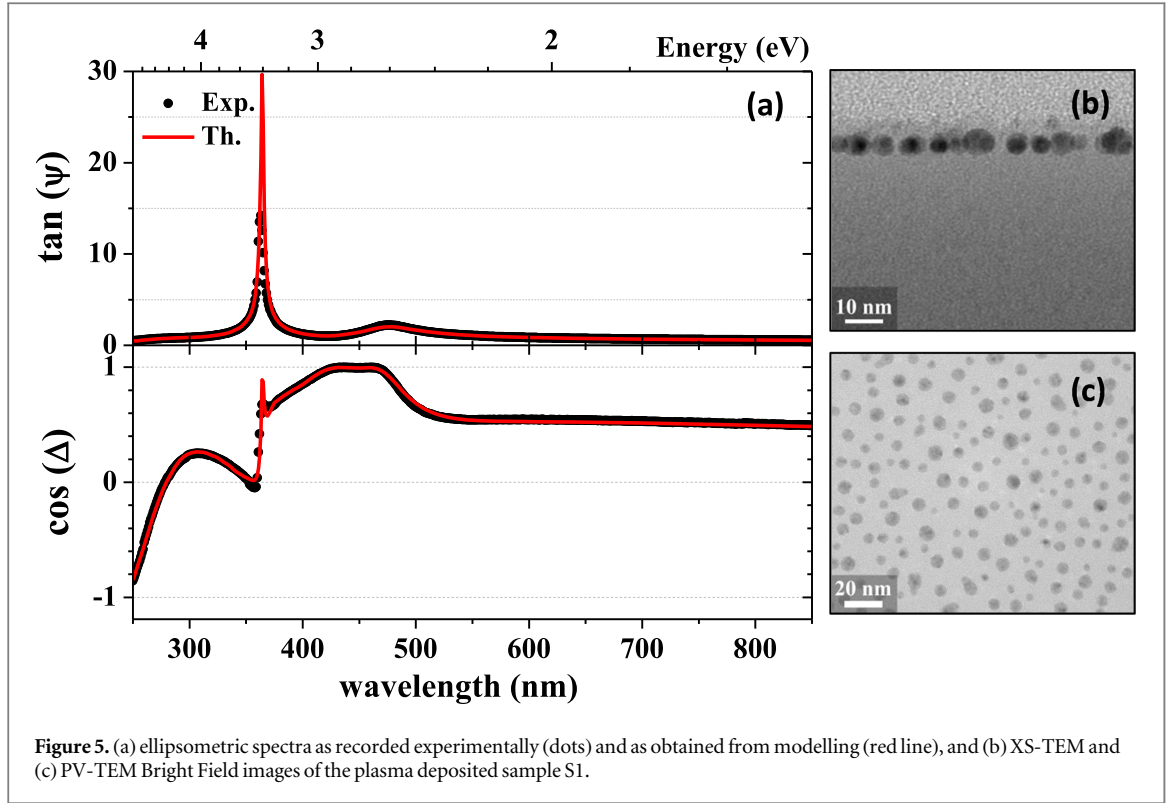 4 3 2 Energy (eV)
30
20
10
0
tan (ψ)
Exp.
Th.
(a)
1
0
-1
cos (Δ)
300 400 500 600 700 800
wavelength (nm)
(b)
10 nm
(c)
20 nm
Figure 5. (a) ellipsometric spectra as recorded experimentally (dots) and as obtained from modelling (red line), and (b) XS-TEM and
(c) PV-TEM Bright Field images of the plasma deposited sample S1.